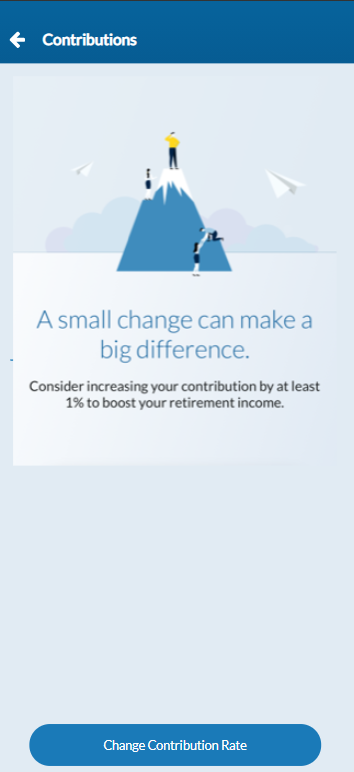 Contributions
A small change can make a
big difference.
Consider increasing your contribution by at least
1% to boost your retirement income.
Change Contribution Rate